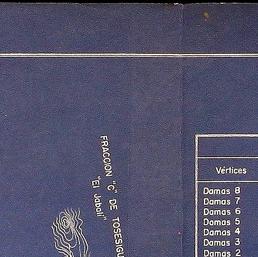 FRACCION "C" DE TOSESIGU
"El Jabalí"
Vértices
Damas 8
Damas 7
Damas 6
Damas 5
Damas 4
Damas 3
Damas 2